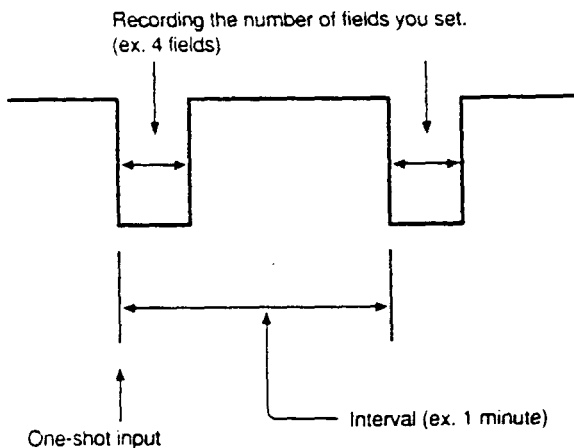 Recording the number of fields you set.
(ex. 4 fields)
Interval (ex. 1 minute)
One-shot input